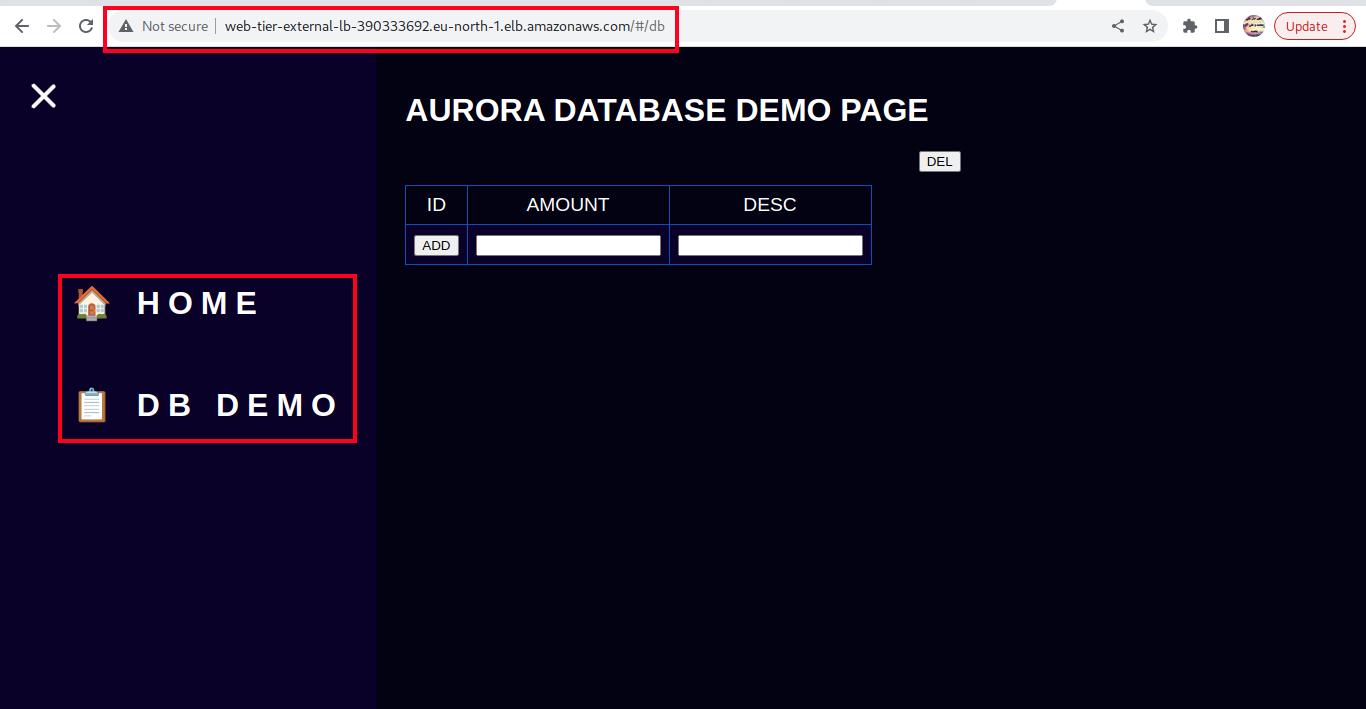 Not secure web-tier-external-lb-390333692.eu-north-1.elb.amazonaws.com/#/db Update
AURORA DATABASE DEMO PAGE
DEL
ID AMOUNT DESC
ADD
HOME
DB DEMO